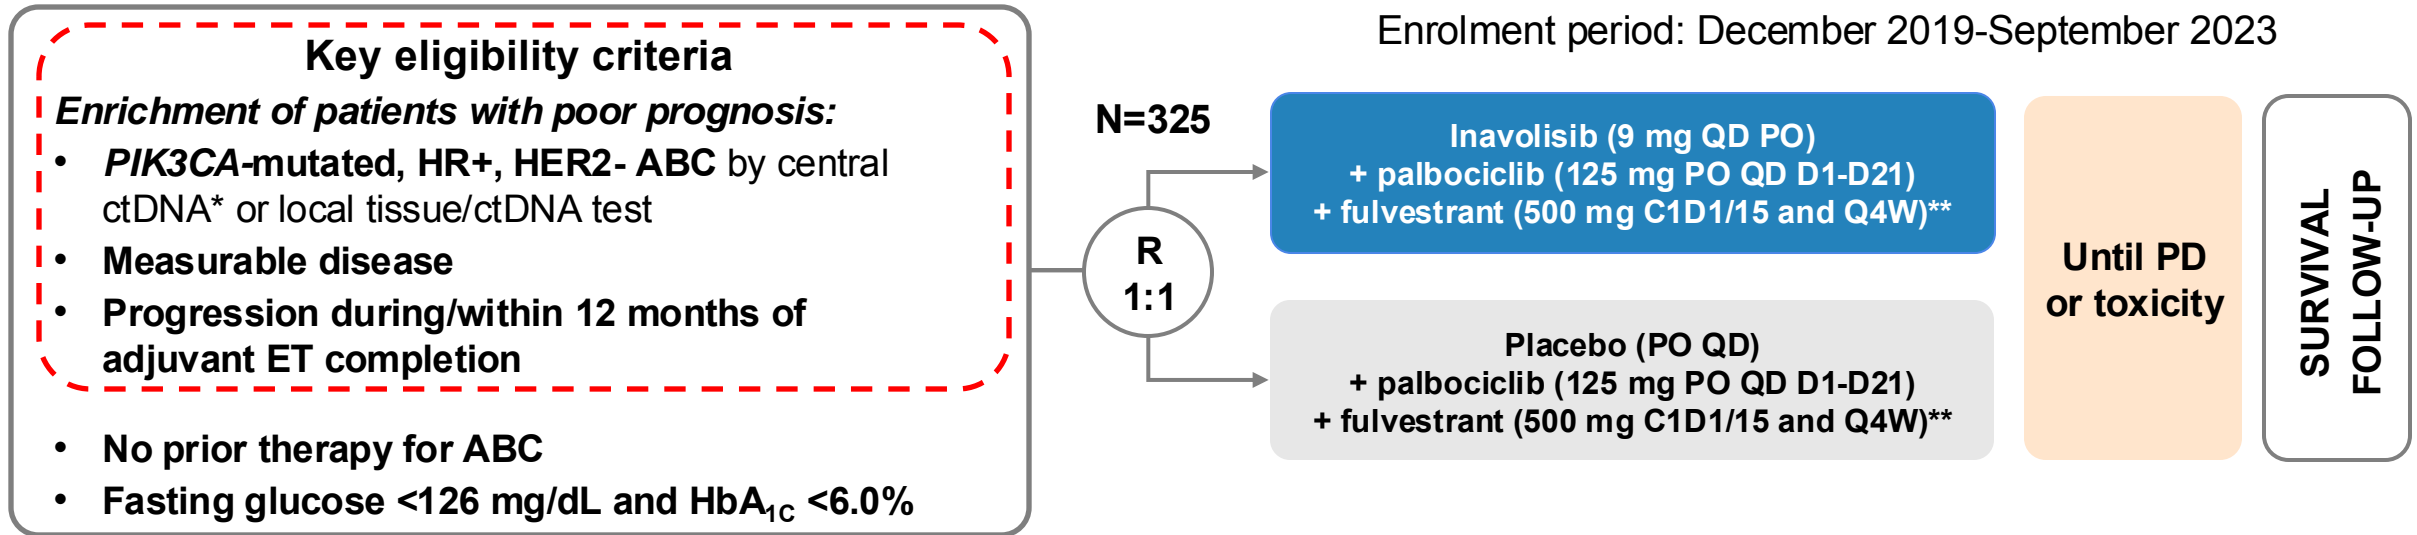 Key eligibility criteria
Enrichment of patients with poor prognosis:
• PIK3CA-mutated, HR+, HER2- ABC by central
ctDNA* or local tissue/ctDNA test
• Measurable disease
• Progression during/within 12 months of
adjuvant ET completion
• No prior therapy for ABC
• Fasting glucose <126 mg/dL and HbA1C <6.0%
Enrolment period: December 2019-September 2023
N=325
R
1:1
Inavolisib (9 mg QD PO)
+ palbociclib (125 mg PO QD D1-D21)
+ fulvestrant (500 mg C1D1/15 and Q4W)**
Placebo (PO QD)
+ palbociclib (125 mg PO QD D1-D21)
+ fulvestrant (500 mg C1D1/15 and Q4W)**
Until PD
or toxicity
SURVIVAL
FOLLOW-UP